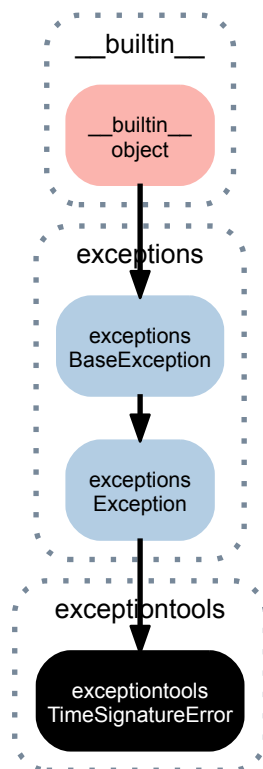 __builtin__
__builtin__
object
exceptions
exceptions
BaseException
exceptions
Exception
exceptiontools
exceptiontools
TimeSignatureError